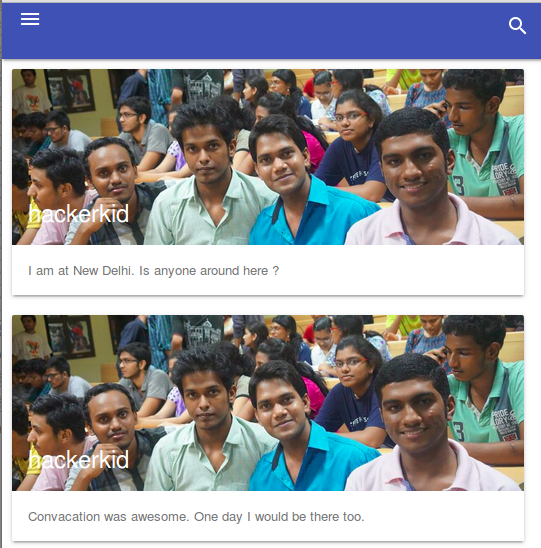 hackerkid
I am at New Delhi. Is anyone around here ?
hackerkid
Convacation was awesome. One day I would be there too.